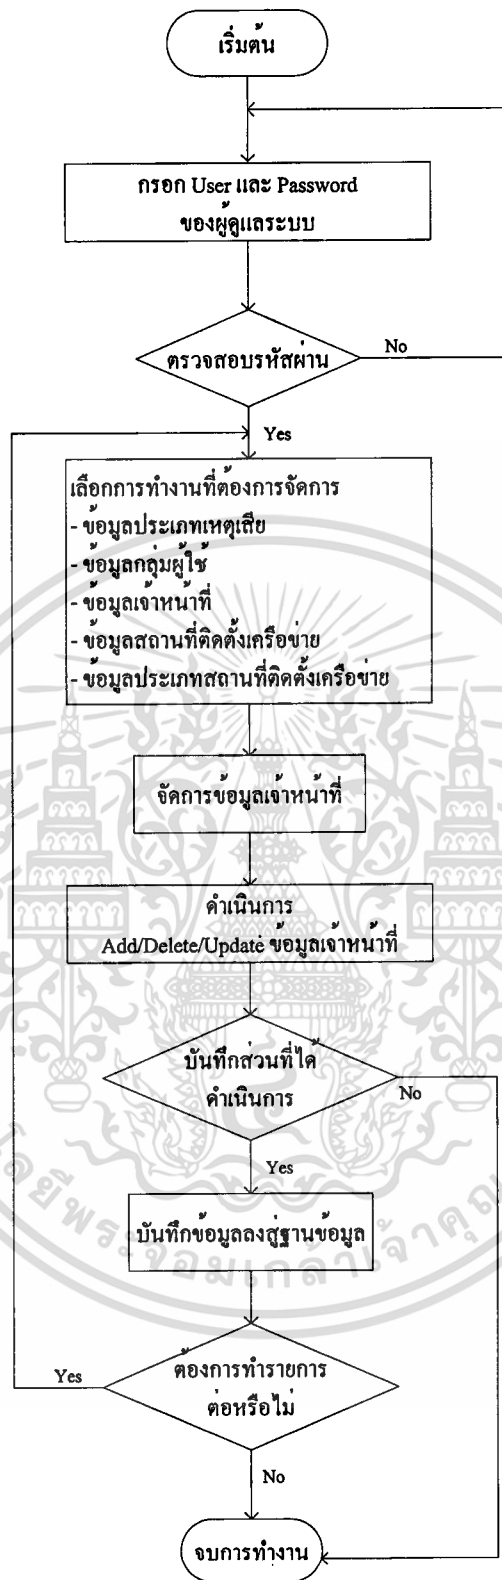 เริ่มต้น
กรอก User และ Password
ของผู้ดูแลระบบ
ตรวจสอบรหัสผ่าน
No
Yes
เลือกการทำงานที่ต้องการจัดการ
- ข้อมูลประเภทเหตุเสีย
- ข้อมูลกลุ่มผู้ใช้
- ข้อมูลเจ้าหน้าที่
- ข้อมูลสถานที่ติดตั้งเครือข่าย
- ข้อมูลประเภทสถานที่ติดตั้งเครือข่าย
จัดการข้อมูลเจ้าหน้าที่
ดำเนินการ
Add/Delete/Update ข้อมูลเจ้าหน้าที่
บันทึกส่วนที่ได้
ดำเนินการ
No
Yes
บันทึกข้อมูลลงสู่ฐานข้อมูล
ต้องการทำรายการ
ต่อหรือไม่
Yes
No
จบการทำงาน